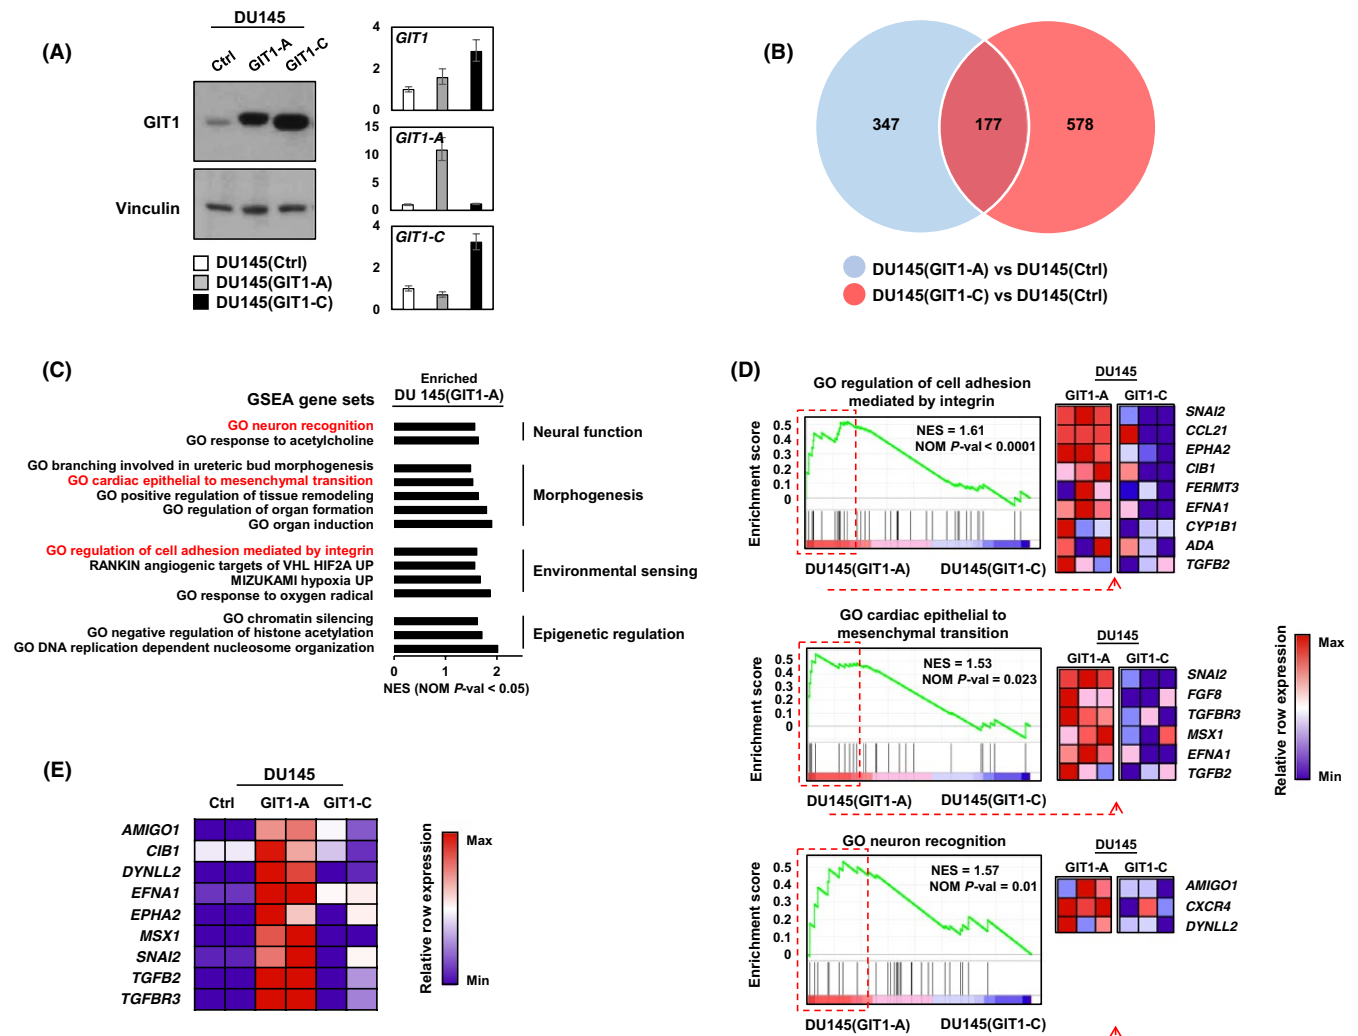 (A)
DU145
Ctrl
GIT1-A
GIT1-C
GIT1
Vinculin
DU145(Ctrl)
DU145(GIT1-A)
DU145(GIT1-C)
GIT1
4
2
0
GIT1-A
15
10
5
0
GIT1-C
4
2
0
(B)
347
177
578
DU145(GIT1-A) vs DU145(Ctrl)
DU145(GIT1-C) vs DU145(Ctrl)
(C)
GSEA gene sets
Enriched
DU 145(GIT1-A)
GO neuron recognition
GO response to acetylcholine
Neural function
GO branching involved in ureteric bud morphogenesis
GO cardiac epithelial to mesenchymal transition
GO positive regulation of tissue remodeling
GO regulation of organ formation
GO organ induction
Morphogenesis
GO regulation of cell adhesion mediated by integrin
RANKIN angiogenic targets of VHL HIF2A UP
MIZUKAMI hypoxia UP
GO response to oxygen radical
Environmental sensing
GO chromatin silencing
GO negative regulation of histone acetylation
GO DNA replication dependent nucleosome organization
Epigenetic regulation
0 2
NES (NOM P-val < 0.05)
(D)
GO regulation of cell adhesion
mediated by integrin
Enrichment score
0.5
0.4
0.3
0.2
0.1
0
NES = 1.61
NOM P-val < 0.0001
DU145(GIT1-A) DU145(GIT1-C)
DU145
GIT1-A GIT1-C
SNAI2
CCL21
EPHA2
CIB1
FERMT3
EFNA1
CYP1B1
ADA
TGFB2
GO cardiac epithelial to
mesenchymal transition
Enrichment score
0.5
0.4
0.3
0.2
0.1
0
NES = 1.53
NOM P-val = 0.023
DU145(GIT1-A) DU145(GIT1-C)
DU145
GIT1-A GIT1-C
SNAI2
FGF8
TGFBR3
MSX1
EFNA1
TGFB2
Relative row expression
Max
Min
GO neuron recognition
Enrichment score
0.5
0.4
0.3
0.2
0.1
0
NES = 1.57
NOM P-val = 0.01
DU145(GIT1-A) DU145(GIT1-C)
DU145
GIT1-A GIT1-C
AMIGO1
CXCR4
DYNLL2
(E)
DU145
Ctrl GIT1-A GIT1-C
AMIGO1
CIB1
DYNLL2
EFNA1
EPHA2
MSX1
SNAI2
TGFB2
TGFBR3
Relative row expression
Max
Min